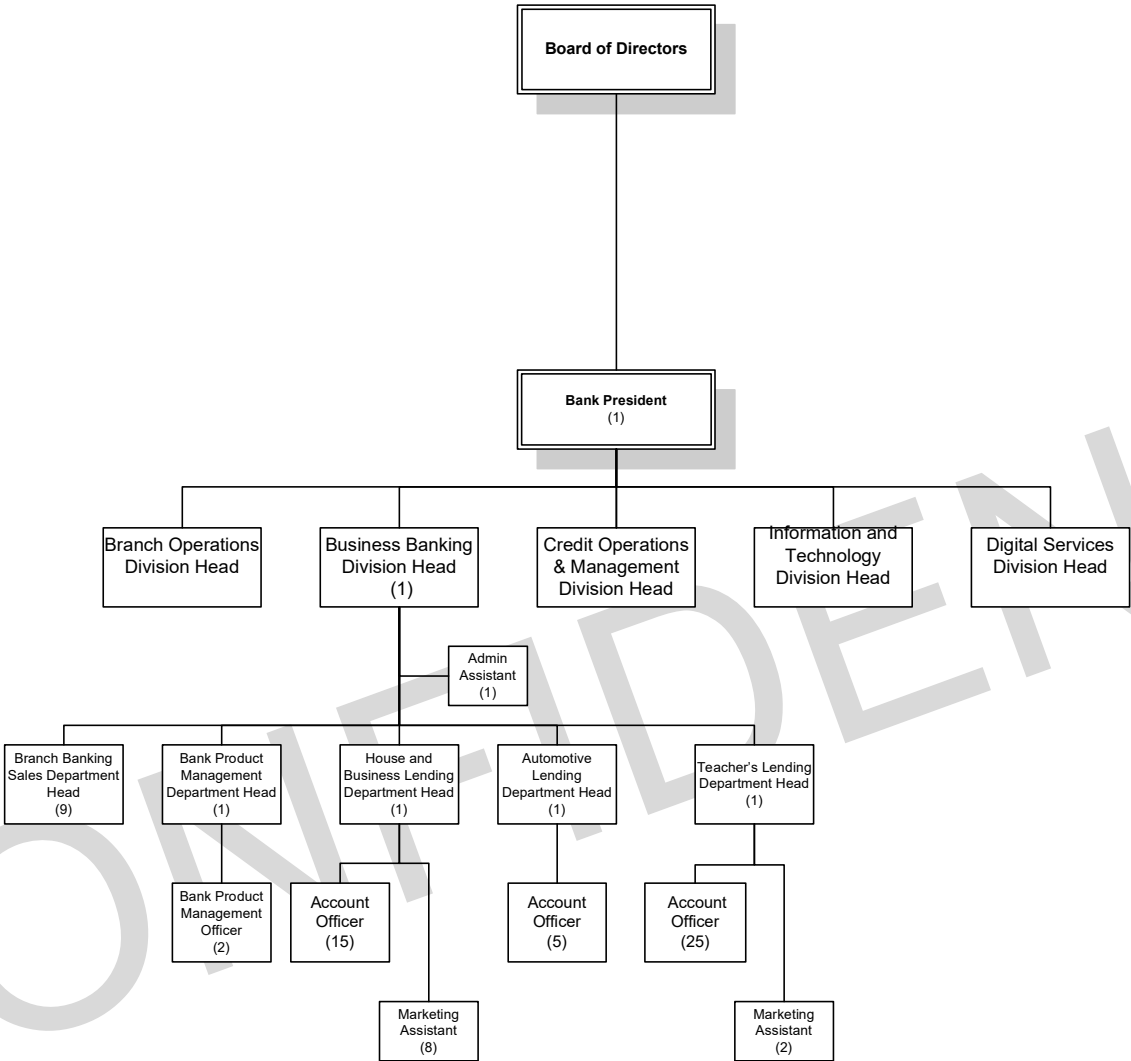 Board of Directors
Bank President
(1)
Branch Operations
Division Head
Business Banking
Division Head
(1)
Credit Operations
& Management
Division Head
Information and
Technology
Division Head
Digital Services
Division Head
Admin
Assistant
(1)
Branch Banking
Sales Department
Head
(9)
Bank Product
Management
Department Head
(1)
House and
Business Lending
Department Head
(1)
Automotive
Lending
Department Head
(1)
Teacher’s Lending
Department Head
(1)
Bank Product
Management
Officer
(2)
Account
Officer
(15)
Account
Officer
(5)
Account
Officer
(25)
Marketing
Assistant
(8)
Marketing
Assistant
(2)
ONFIDEN